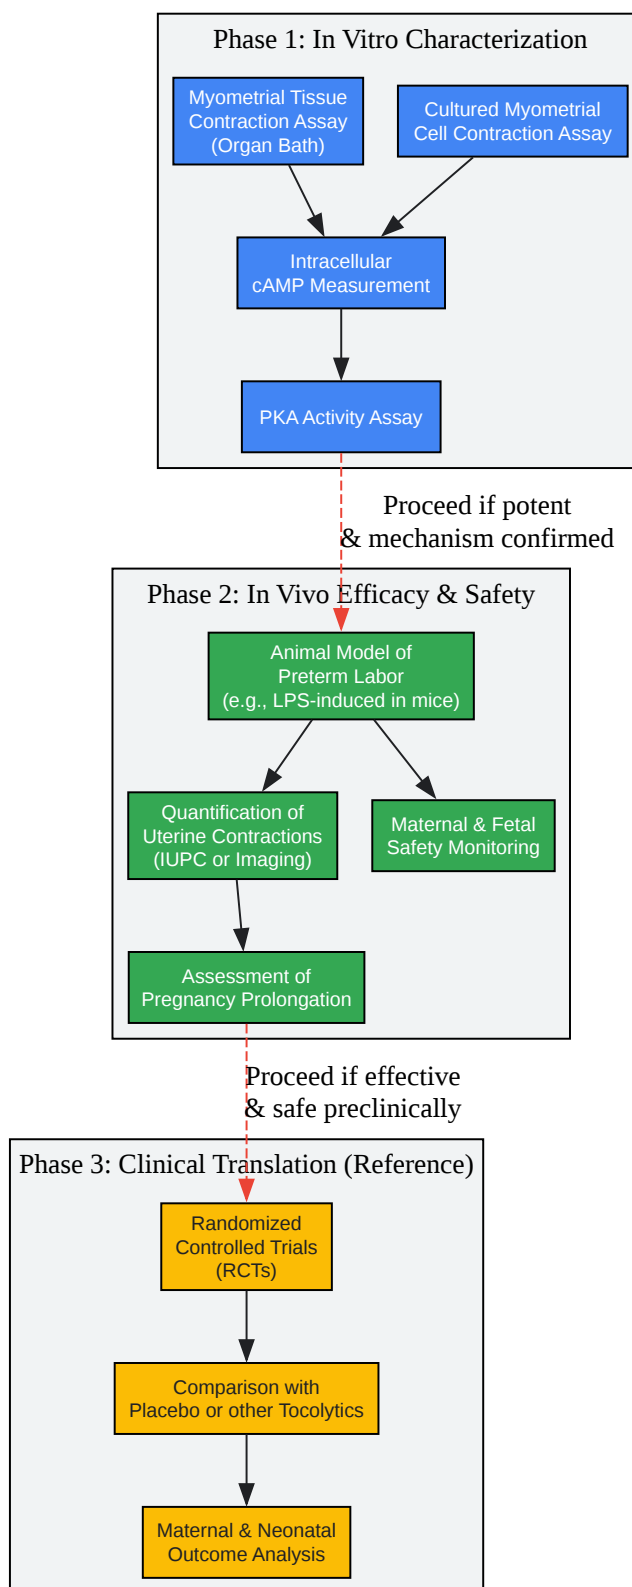 Phase 1: In Vitro Characterization
Myometrial Tissue
Contraction Assay
(Organ Bath)
Cultured Myometrial
Cell Contraction Assay
Intracellular
cAMP Measurement
PKA Activity Assay
Proceed if potent
& mechanism confirmed
Phase 2: In Vivo Efficacy & Safety
Animal Model of
Preterm Labor
(e.g., LPS-induced in mice)
Quantification of
Uterine Contractions
(IUPC or Imaging)
Maternal & Fetal
Safety Monitoring
Assessment of
Pregnancy Prolongation
Proceed if effective
& safe preclinically
Phase 3: Clinical Translation (Reference)
Randomized
Controlled Trials
(RCTs)
Comparison with
Placebo or other Tocolytics
Maternal & Neonatal
Outcome Analysis